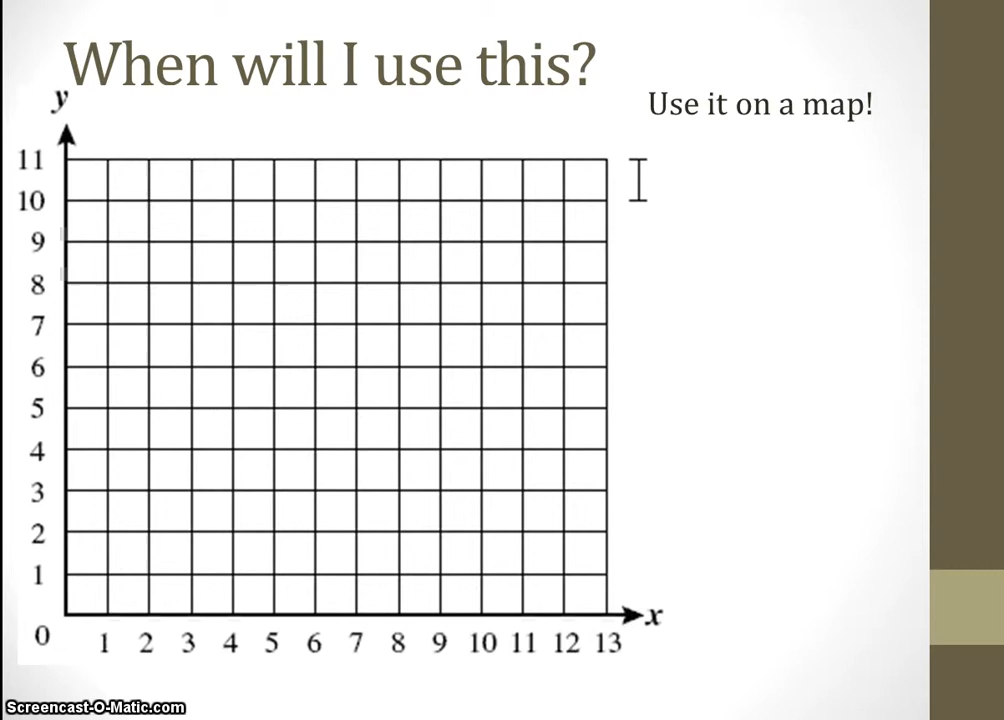 When will I use this?
y
Use it on a map!
11
10
9
8
7
6
5
4
3
2
1
0 1 2 3 4 5 6 7 8 9 10 11 12 13 x
Screencast-O-Matic.com